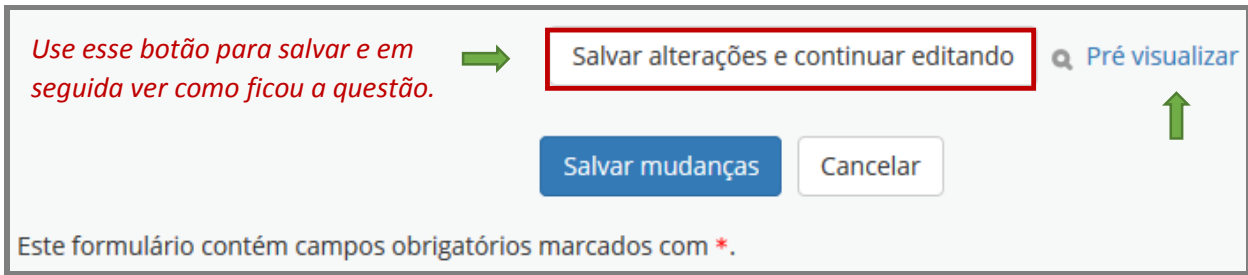 Use esse botão para salvar e em
seguida ver como ficou a questão.
Salvar alterações e continuar editando
Pré visualizar
Salvar mudanças
Cancelar
Este formulário contém campos obrigatórios marcados com *.